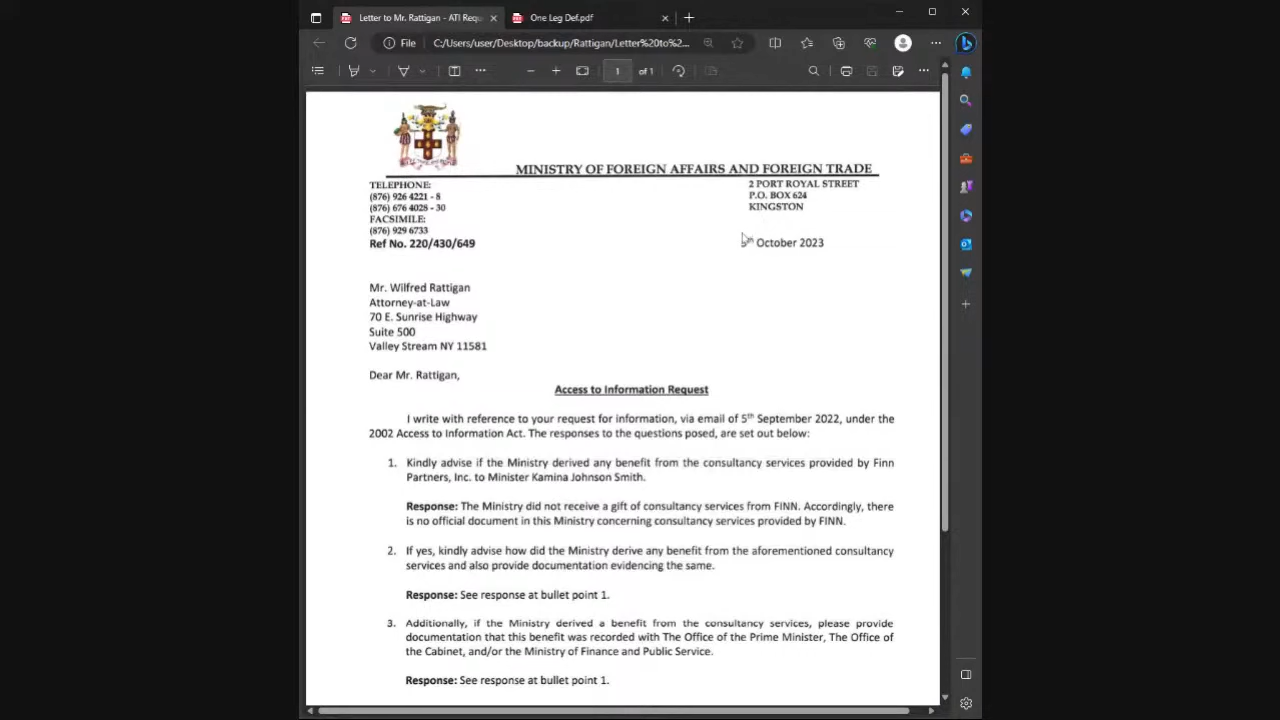 Letter to Mr. Rattigan - ATI Requ
One Leg Def.pdf
File
C:/Users/user/Desktop/backup/Rattigan/Letter%20to%2...
1
of 1
MINISTRY OF FOREIGN AFFAIRS AND FOREIGN TRADE
TELEPHONE:
(876) 926 4221 - 8
(876) 676 4028 - 30
FACSIMILE:
(876) 929 6733
Ref No. 220/430/649
2 PORT ROYAL STREET
P.O. BOX 624
KINGSTON
October 2023
Mr. Wilfred Rattigan
Attorney-at-Law
70 E. Sunrise Highway
Suite 500
Valley Stream NY 11581
Dear Mr. Rattigan,
Access to Information Request
I write with reference to your request for information, via email of 5th September 2022, under the
2002 Access to Information Act. The responses to the questions posed, are set out below:
1. Kindly advise if the Ministry derived any benefit from the consultancy services provided by Finn
Partners, Inc. to Minister Kamina Johnson Smith.
Response: The Ministry did not receive a gift of consultancy services from FINN. Accordingly, there
is no official document in this Ministry concerning consultancy services provided by FINN.
2. If yes, kindly advise how did the Ministry derive any benefit from the aforementioned consultancy
services and also provide documentation evidencing the same.
Response: See response at bullet point 1.
3. Additionally, if the Ministry derived a benefit from the consultancy services, please provide
documentation that this benefit was recorded with The Office of the Prime Minister, The Office of
the Cabinet, and/or the Ministry of Finance and Public Service.
Response: See response at bullet point 1.